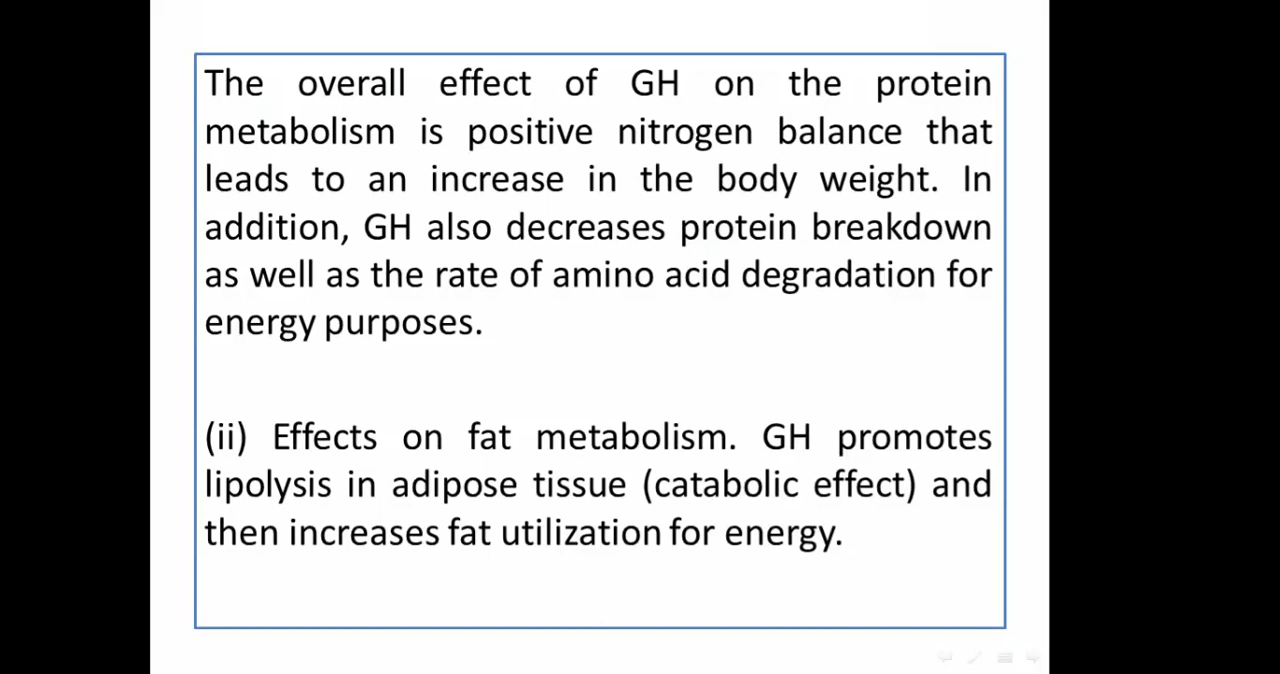 The overall effect of GH on the protein
metabolism is positive nitrogen balance that
leads to an increase in the body weight. In
addition, GH also decreases protein breakdown
as well as the rate of amino acid degradation for
energy purposes.
(ii) Effects on fat metabolism. GH promotes
lipolysis in adipose tissue (catabolic effect) and
then increases fat utilization for energy.